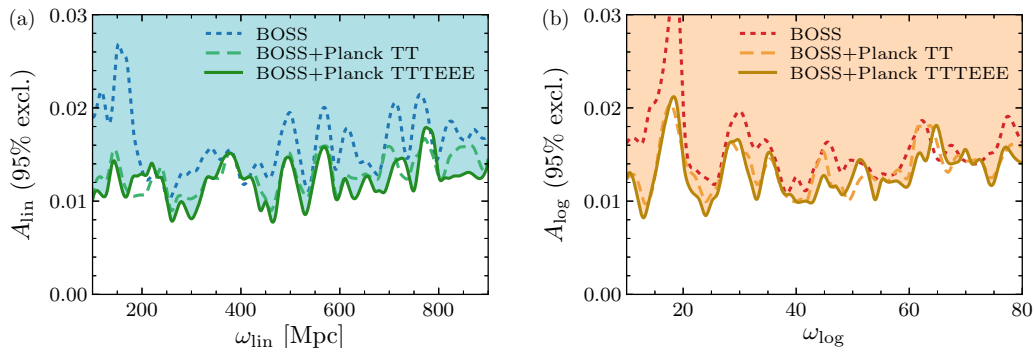 (a)
BOSS
BOSS+Planck TT
BOSS+Planck TTTEEE
A_lin (95% excl.)
0.03
0.02
0.01
0.00
200 400 600 800
ω_lin [Mpc]
(b)
BOSS
BOSS+Planck TT
BOSS+Planck TTTEEE
A_log (95% excl.)
0.03
0.02
0.01
0.00
20 40 60 80
ω_log